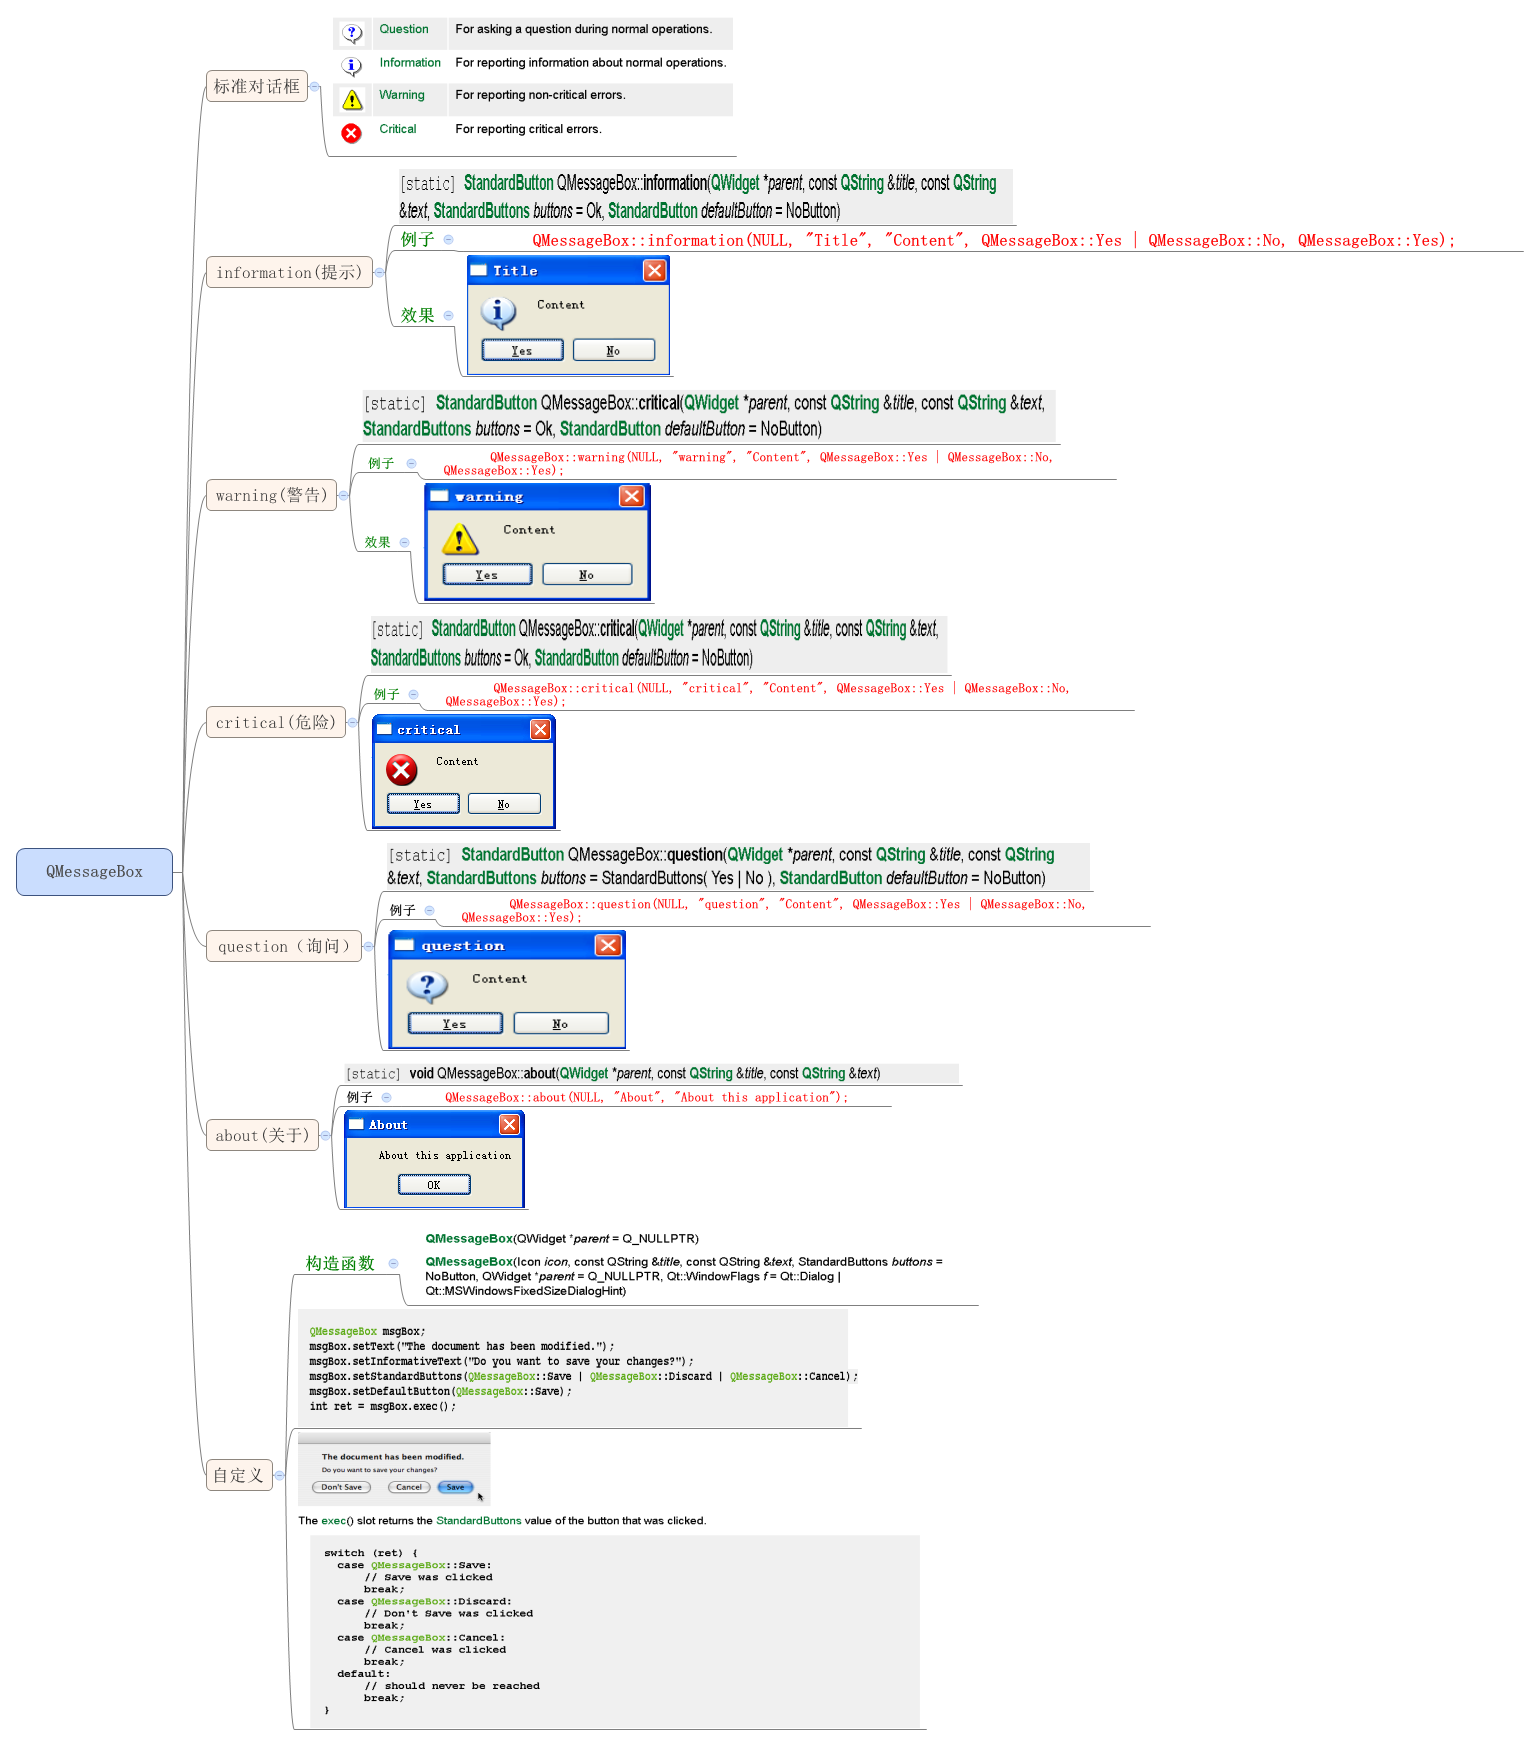 QMessageBox
标准对话框
Question For asking a question during normal operations.
Information For reporting information about normal operations.
Warning For reporting non-critical errors.
Critical For reporting critical errors.
information(提示)
[static] StandardButton QMessageBox::information(QWidget *parent, const QString &title, const QString
&text, StandardButtons buttons = Ok, StandardButton defaultButton = NoButton)
例子 QMessageBox::information(NULL, "Title", "Content", QMessageBox::Yes | QMessageBox::No, QMessageBox::Yes);
效果
Title
Content
Yes No
warning(警告)
[static] StandardButton QMessageBox::critical(QWidget *parent, const QString &title, const QString &text,
StandardButtons buttons = Ok, StandardButton defaultButton = NoButton)
例子 QMessageBox::warning(NULL, "warning", "Content", QMessageBox::Yes | QMessageBox::No,
QMessageBox::Yes);
效果
warning
Content
Yes No
critical(危险)
[static] StandardButton QMessageBox::critical(QWidget *parent, const QString &title, const QString &text,
StandardButtons buttons = Ok, StandardButton defaultButton = NoButton)
例子 QMessageBox::critical(NULL, "critical", "Content", QMessageBox::Yes | QMessageBox::No,
QMessageBox::Yes);
critical
Content
Yes No
question（询问）
[static] StandardButton QMessageBox::question(QWidget *parent, const QString &title, const QString
&text, StandardButtons buttons = StandardButtons( Yes | No ), StandardButton defaultButton = NoButton)
例子 QMessageBox::question(NULL, "question", "Content", QMessageBox::Yes | QMessageBox::No,
QMessageBox::Yes);
question
Content
Yes No
about(关于)
[static] void QMessageBox::about(QWidget *parent, const QString &title, const QString &text)
例子 QMessageBox::about(NULL, "About", "About this application");
About
About this application
OK
自定义
构造函数
QMessageBox(QWidget *parent = Q_NULLPTR)
QMessageBox(Icon icon, const QString &title, const QString &text, StandardButtons buttons =
NoButton, QWidget *parent = Q_NULLPTR, Qt::WindowFlags f = Qt::Dialog |
Qt::MSWindowsFixedSizeDialogHint)
QMessageBox msgBox;
msgBox.setText("The document has been modified.");
msgBox.setInformativeText("Do you want to save your changes?");
msgBox.setStandardButtons(QMessageBox::Save | QMessageBox::Discard | QMessageBox::Cancel);
msgBox.setDefaultButton(QMessageBox::Save);
int ret = msgBox.exec();
The document has been modified.
Do you want to save your changes?
Don't Save Cancel Save
The exec() slot returns the StandardButtons value of the button that was clicked.
switch (ret) {
case QMessageBox::Save:
// Save was clicked
break;
case QMessageBox::Discard:
// Don't Save was clicked
break;
case QMessageBox::Cancel:
// Cancel was clicked
break;
default:
// should never be reached
break;
}